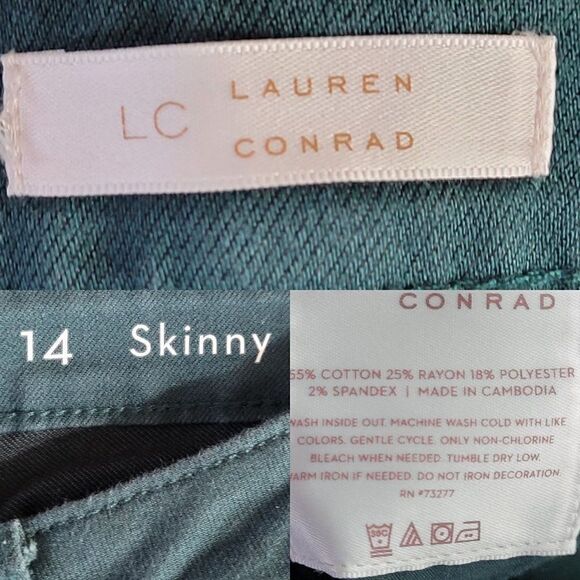 LC LAUREN
CONRAD
14 Skinny
CONRAD
55% COTTON 25% RAYON 18% POLYESTER
2% SPANDEX | MADE IN CAMBODIA
WASH INSIDE OUT. MACHINE WASH COLD WITH LIKE
COLORS. GENTLE CYCLE. ONLY NON-CHLORINE
BLEACH WHEN NEEDED. TUMBLE DRY LOW.
WARM IRON IF NEEDED. DO NOT IRON DECORATION.
RN #73277
30C